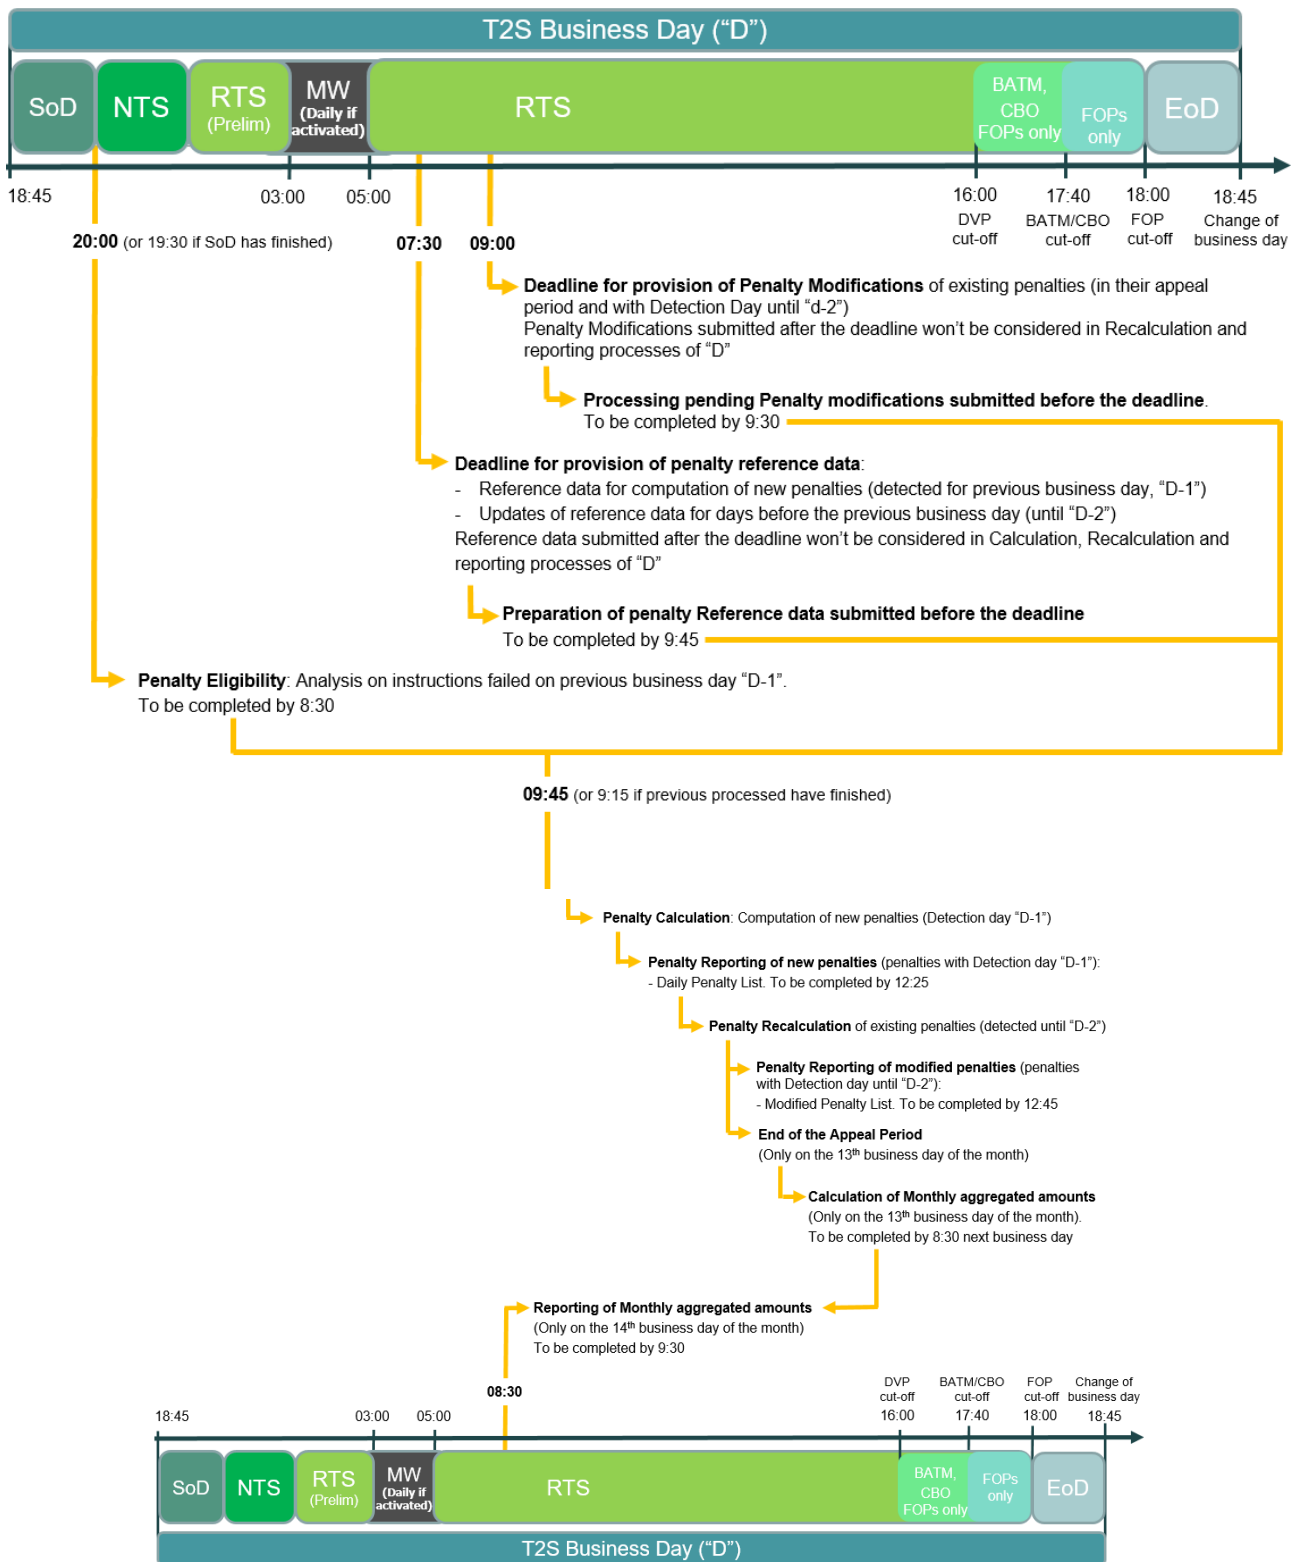 T2S Business Day (“D”)
SoD
NTS
RTS
(Prelim)
MW
(Daily if
activated)
RTS
BATM,
CBO
FOPs only
FOPs
only
EoD
18:45
03:00
05:00
16:00
17:40
18:00
18:45
DVP
cut-off
BATM/CBO
cut-off
FOP
cut-off
Change of
business day
20:00 (or 19:30 if SoD has finished)
07:30
09:00
Deadline for provision of Penalty Modifications of existing penalties (in their appeal
period and with Detection Day until “d-2”)
Penalty Modifications submitted after the deadline won’t be considered in Recalculation and
reporting processes of “D”
Processing pending Penalty modifications submitted before the deadline.
To be completed by 9:30
Deadline for provision of penalty reference data:
- Reference data for computation of new penalties (detected for previous business day, “D-1”)
- Updates of reference data for days before the previous business day (until “D-2”)
Reference data submitted after the deadline won’t be considered in Calculation, Recalculation and
reporting processes of “D”
Preparation of penalty Reference data submitted before the deadline
To be completed by 9:45
Penalty Eligibility: Analysis on instructions failed on previous business day “D-1”.
To be completed by 8:30
09:45 (or 9:15 if previous processed have finished)
Penalty Calculation: Computation of new penalties (Detection day “D-1”)
Penalty Reporting of new penalties (penalties with Detection day “D-1”):
- Daily Penalty List. To be completed by 12:25
Penalty Recalculation of existing penalties (detected until “D-2”)
Penalty Reporting of modified penalties (penalties
with Detection day until “D-2”):
- Modified Penalty List. To be completed by 12:45
End of the Appeal Period
(Only on the 13th business day of the month)
Calculation of Monthly aggregated amounts
(Only on the 13th business day of the month).
To be completed by 8:30 next business day
Reporting of Monthly aggregated amounts
(Only on the 14th business day of the month)
To be completed by 9:30
08:30
DVP
cut-off
BATM/CBO
cut-off
FOP
cut-off
Change of
business day
18:45
03:00
05:00
16:00
17:40
18:00
18:45
SoD
NTS
RTS
(Prelim)
MW
(Daily if
activated)
RTS
BATM,
CBO
FOPs only
FOPs
only
EoD
T2S Business Day (“D”)